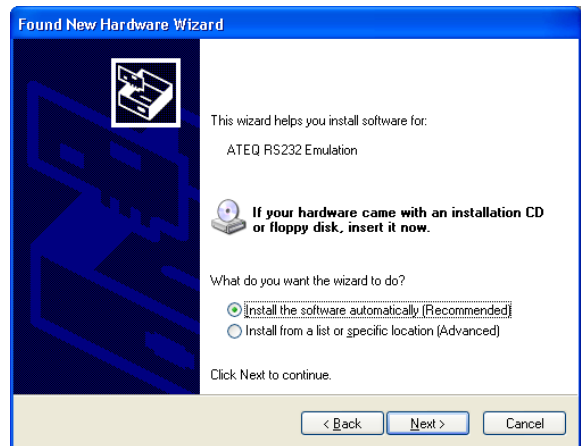 Found New Hardware Wizard
This wizard helps you install software for:
ATEQ RS232 Emulation
If your hardware came with an installation CD
or floppy disk, insert it now.
What do you want the wizard to do?
Install the software automatically (Recommended)
Install from a list or specific location (Advanced)
Click Next to continue.
< Back
Next >
Cancel